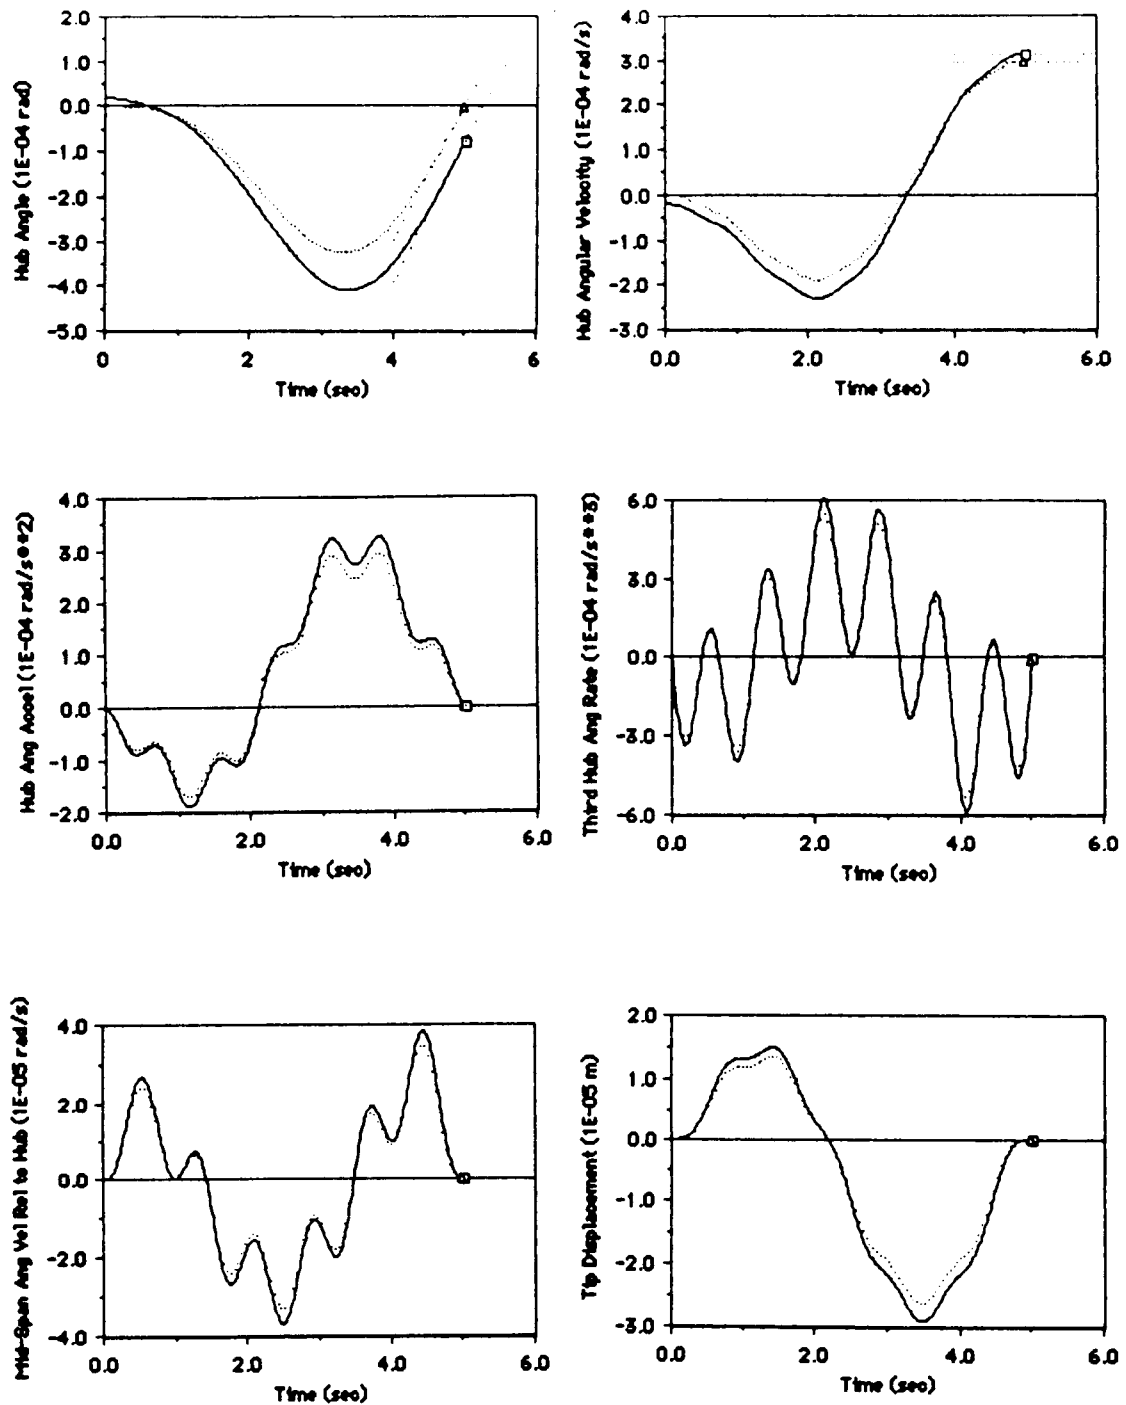 2.0
1.0
0.0
-1.0
-2.0
-3.0
-4.0
-5.0
Hub Angle (1E-04 rad)
0 2 4 6
Time (sec)
4.0
3.0
2.0
1.0
0.0
-1.0
-2.0
-3.0
Hub Angular Velocity (1E-04 rad/s)
0.0 2.0 4.0 6.0
Time (sec)
4.0
3.0
2.0
1.0
0.0
-1.0
-2.0
Hub Ang Accel (1E-04 rad/s**2)
0.0 2.0 4.0 6.0
Time (sec)
6.0
3.0
0.0
-3.0
-6.0
Third Hub Ang Rate (1E-04 rad/s**3)
0.0 2.0 4.0 6.0
Time (sec)
4.0
2.0
0.0
-2.0
-4.0
Mid-Span Ang Vel Rel to Hub (1E-05 rad/s)
0.0 2.0 4.0 6.0
Time (sec)
2.0
1.0
0.0
-1.0
-2.0
-3.0
Tip Displacement (1E-05 m)
0.0 2.0 4.0 6.0
Time (sec)